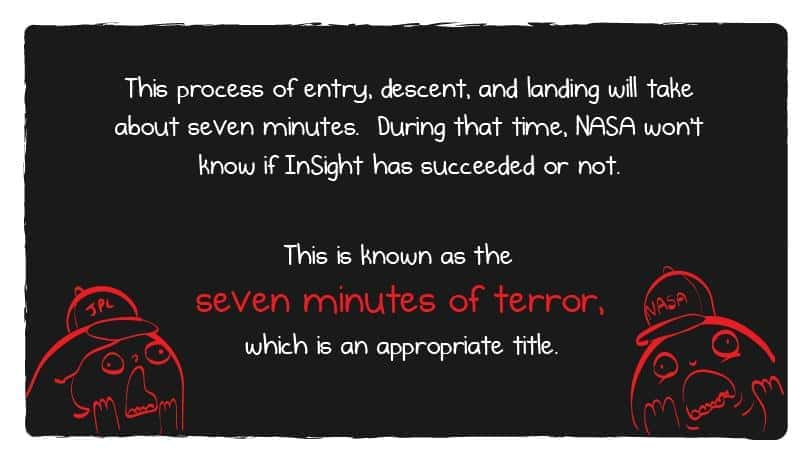 This process of entry, descent, and landing will take
about seven minutes. During that time, NASA won't
know if InSight has succeeded or not.
This is known as the
seven minutes of terror,
which is an appropriate title.
JPL
NASA